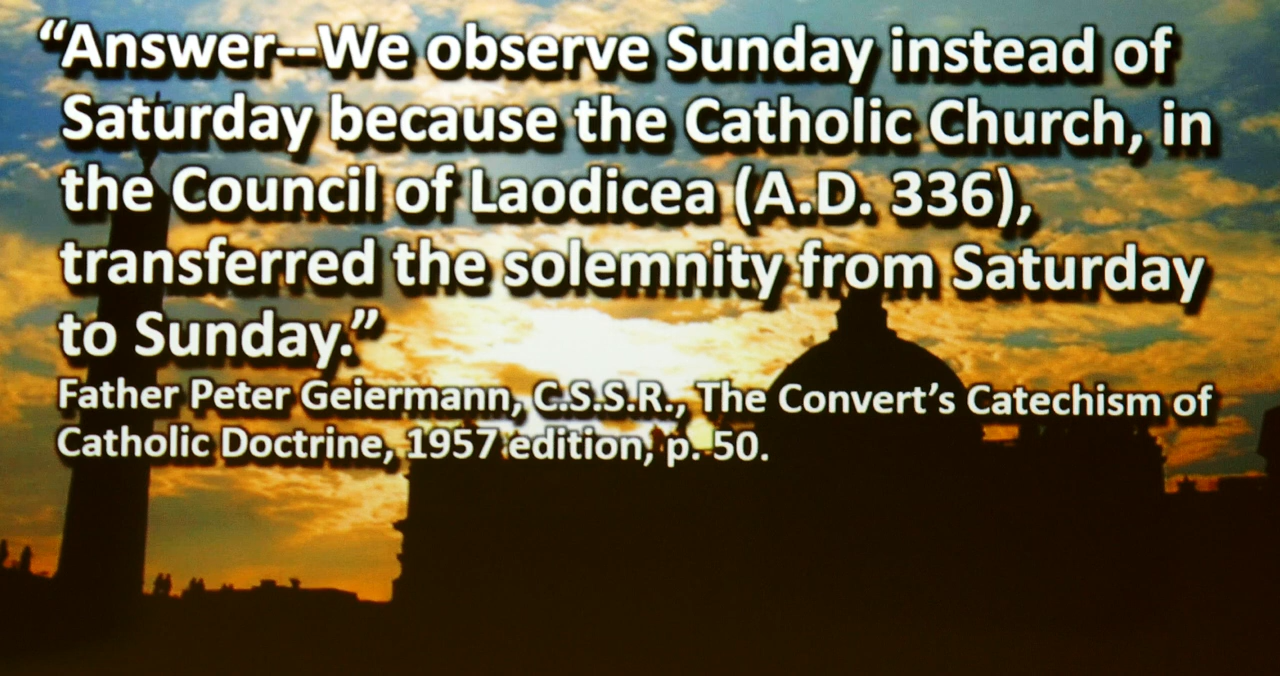 “Answer--We observe Sunday instead of
Saturday because the Catholic Church, in
the Council of Laodicea (A.D. 336),
transferred the solemnity from Saturday
to Sunday.”
Father Peter Geiermann, C.S.S.R., The Convert’s Catechism of
Catholic Doctrine, 1957 edition, p. 50.